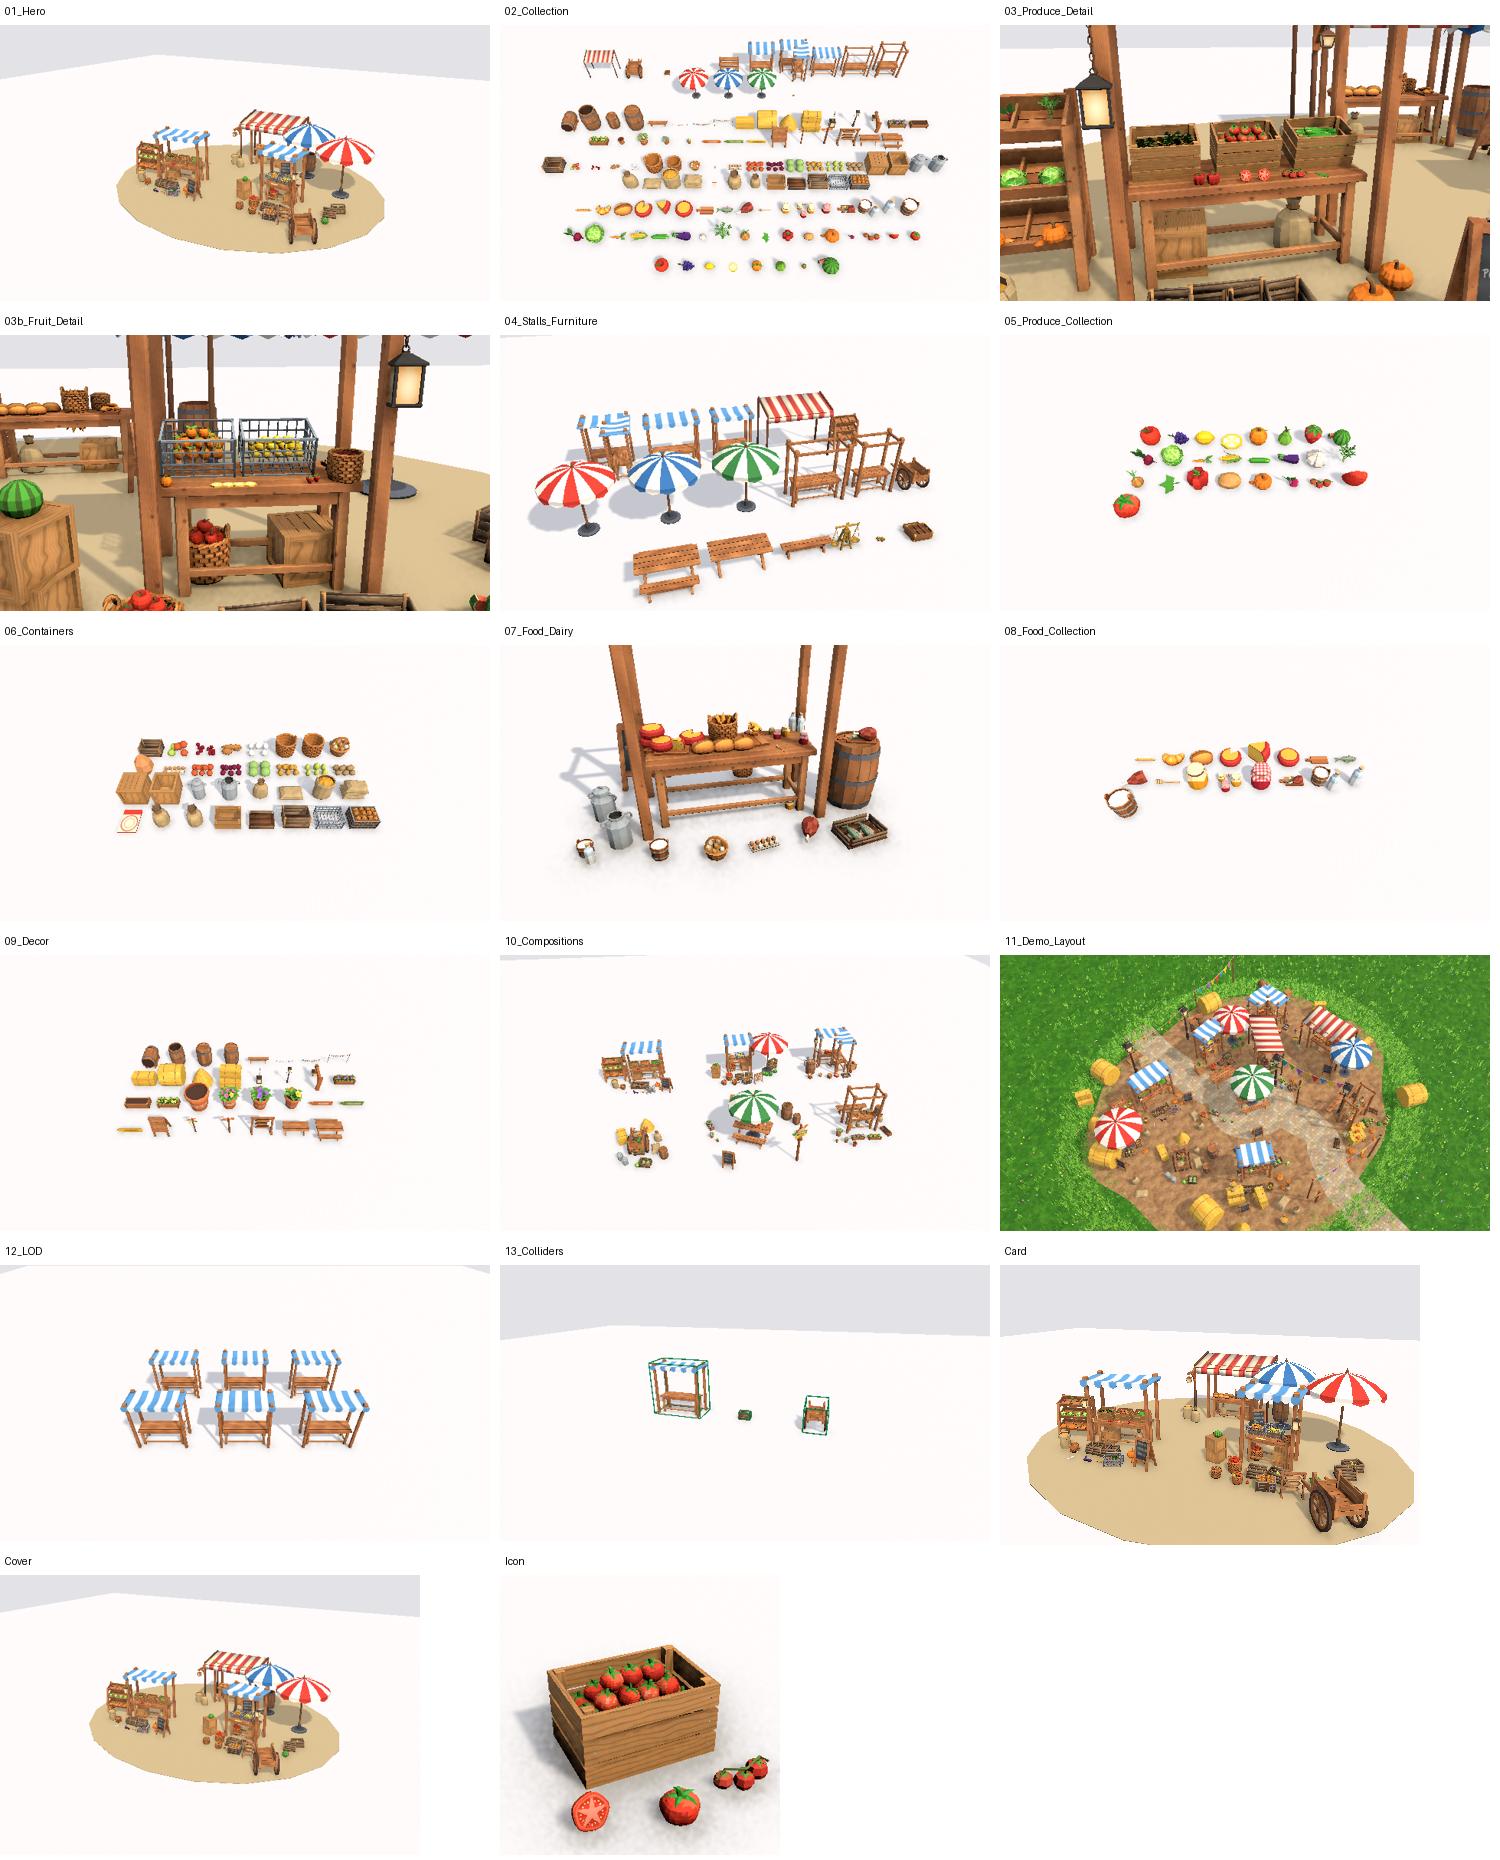 01_Hero
02_Collection
03_Produce_Detail
03b_Fruit_Detail
04_Stalls_Furniture
05_Produce_Collection
06_Containers
07_Food_Dairy
08_Food_Collection
09_Decor
10_Compositions
11_Demo_Layout
12_LOD
13_Colliders
Card
Cover
Icon